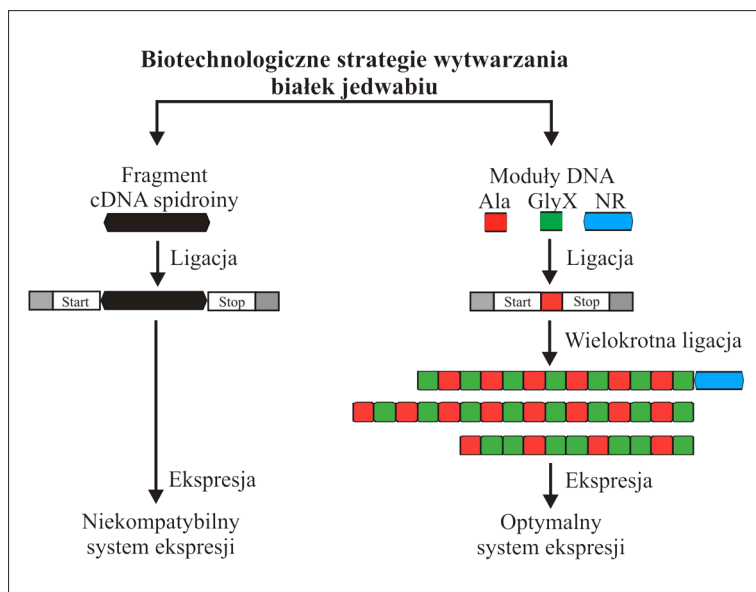 Biotechnologiczne strategie wytwarzania
białek jedwabiu
Fragment
cDNA spidroiny
Ligacja
Start
Stop
Ekspresja
Niekompatybilny
system ekspresji
Moduły DNA
Ala GlyX NR
Ligacja
Start
Stop
Wielokrotna ligacja
Ekspresja
Optymalny
system ekspresji